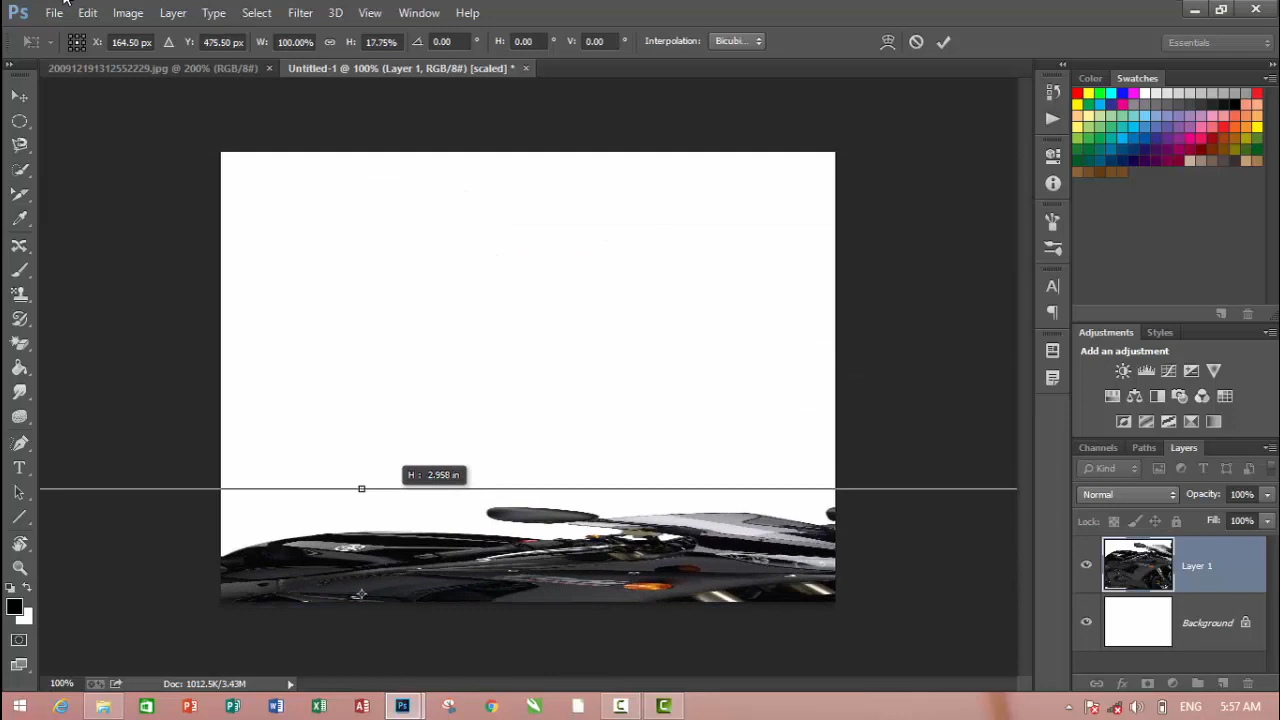 Ps File Edit Image Layer Type Select Filter 3D View Window Help
X: 164.50 px Δ Y: 475.50 px W: 100.00% H: 17.75% 0.00 ° H: 0.00 ° V: 0.00 ° Interpolation: Bicubi... Essentials
200912191312552229.jpg @ 200% (RGB/8#) × Untitled-1 @ 100% (Layer 1, RGB/8#) [scaled] * ×
Color Swatches
H : 2.958 in
Adjustments Styles
Add an adjustment
Channels Paths Layers
Kind
Normal Opacity: 100%
Lock: Fill: 100%
Layer 1
Background
100% Doc: 1012.5K/3.43M
ENG 5:57 AM